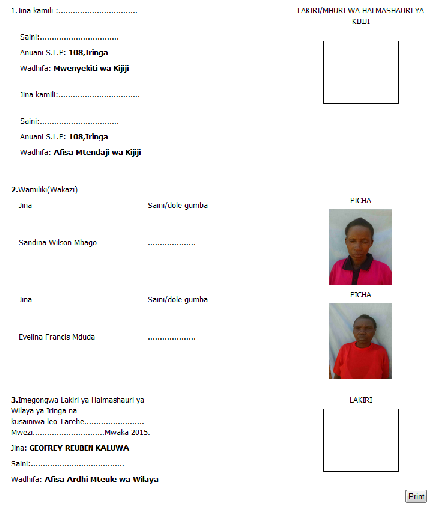 1.Jina kamili :.................................
LAKIRI/MHURI WA HALMASHAURI YA
KIJIJI
Saini:.................................
Anuani S.L.P: 108,Iringa
Wadhifa: Mwenyekiti wa Kijiji
Jina kamili:..................................
Saini:.................................
Anuani S.L.P: 108,Iringa
Wadhifa: Afisa Mtendaji wa Kijiji
2.Wamiliki(Wakazi)
Jina Saini/dole gumba
PICHA
Sandina Wilson Mbago ....................
Jina Saini/dole gumba
PICHA
Evelina Francis Mduda ....................
3.Imegongwa Lakiri ya Halmashauri ya
Wilaya ya Iringa na
kusainiwa leo Tarehe.........................
Mwezi..............................Mwaka 2015.
LAKIRI
Jina: GEOFREY REUBEN KALUWA
Saini:.......................................
Wadhifa: Afisa Ardhi Mteule wa Wilaya
Print